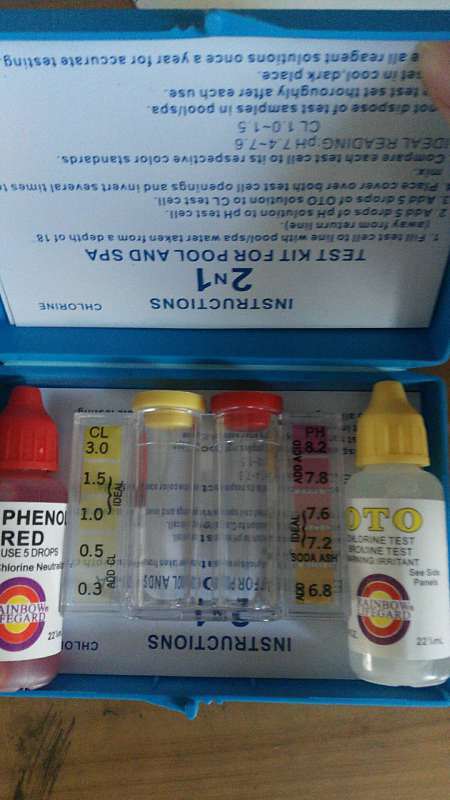 INSTRUCTIONS
CHLORINE
2 N 1
TEST KIT FOR POOL AND SPA
1. Fill test cell to line with pool/spa water taken from a depth of 18
(away from return line).
2. Add 5 drops of pH solution to pH test cell.
3. Add 5 drops of OTO solution to CL test cell.
4. Place cover over both test cell openings and invert several times to
mix.
Compare each test cell to its respective color standards.
IDEAL READING: pH 7.4~7.6
CL 1.0~1.5
not dispose of test samples in pool/spa.
test set thoroughly after each use.
set in cool, dark place.
all reagent solutions once a year for accurate testing.
PHENOL
RED
USE 5 DROPS
Chlorine Neutrali
RAINBOW®
LIFEGARD
CL
3.0
1.5
1.0
IDEAL
0.5
0.3
ADD CL
PH
8.2
ADD ACID
7.8
7.6
IDEAL
7.2
SODA ASH
6.8
OTO
CHLORINE TEST
BROMINE TEST
WARNING: IRRITANT
See Side
Panels
RAINBOW®
LIFEGARD
INSTRUCTIONS